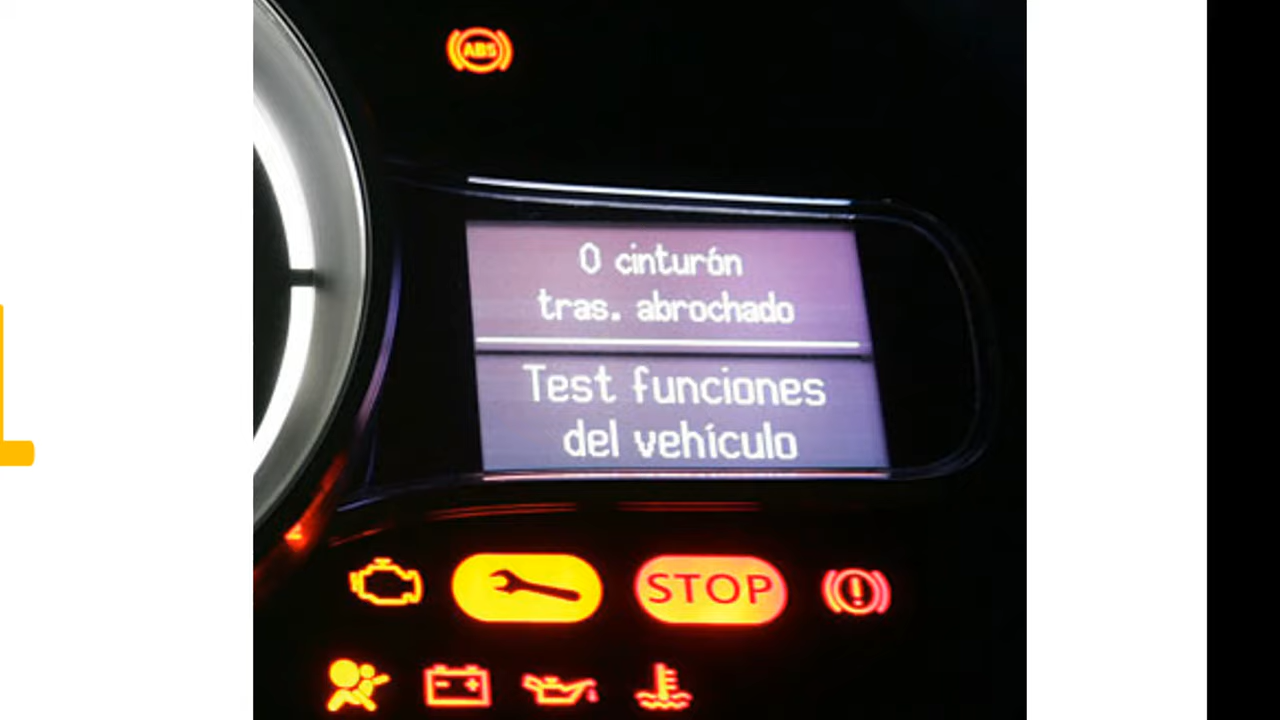 ABS
0 cinturón
tras. abrochado
Test funciones
del vehículo
STOP